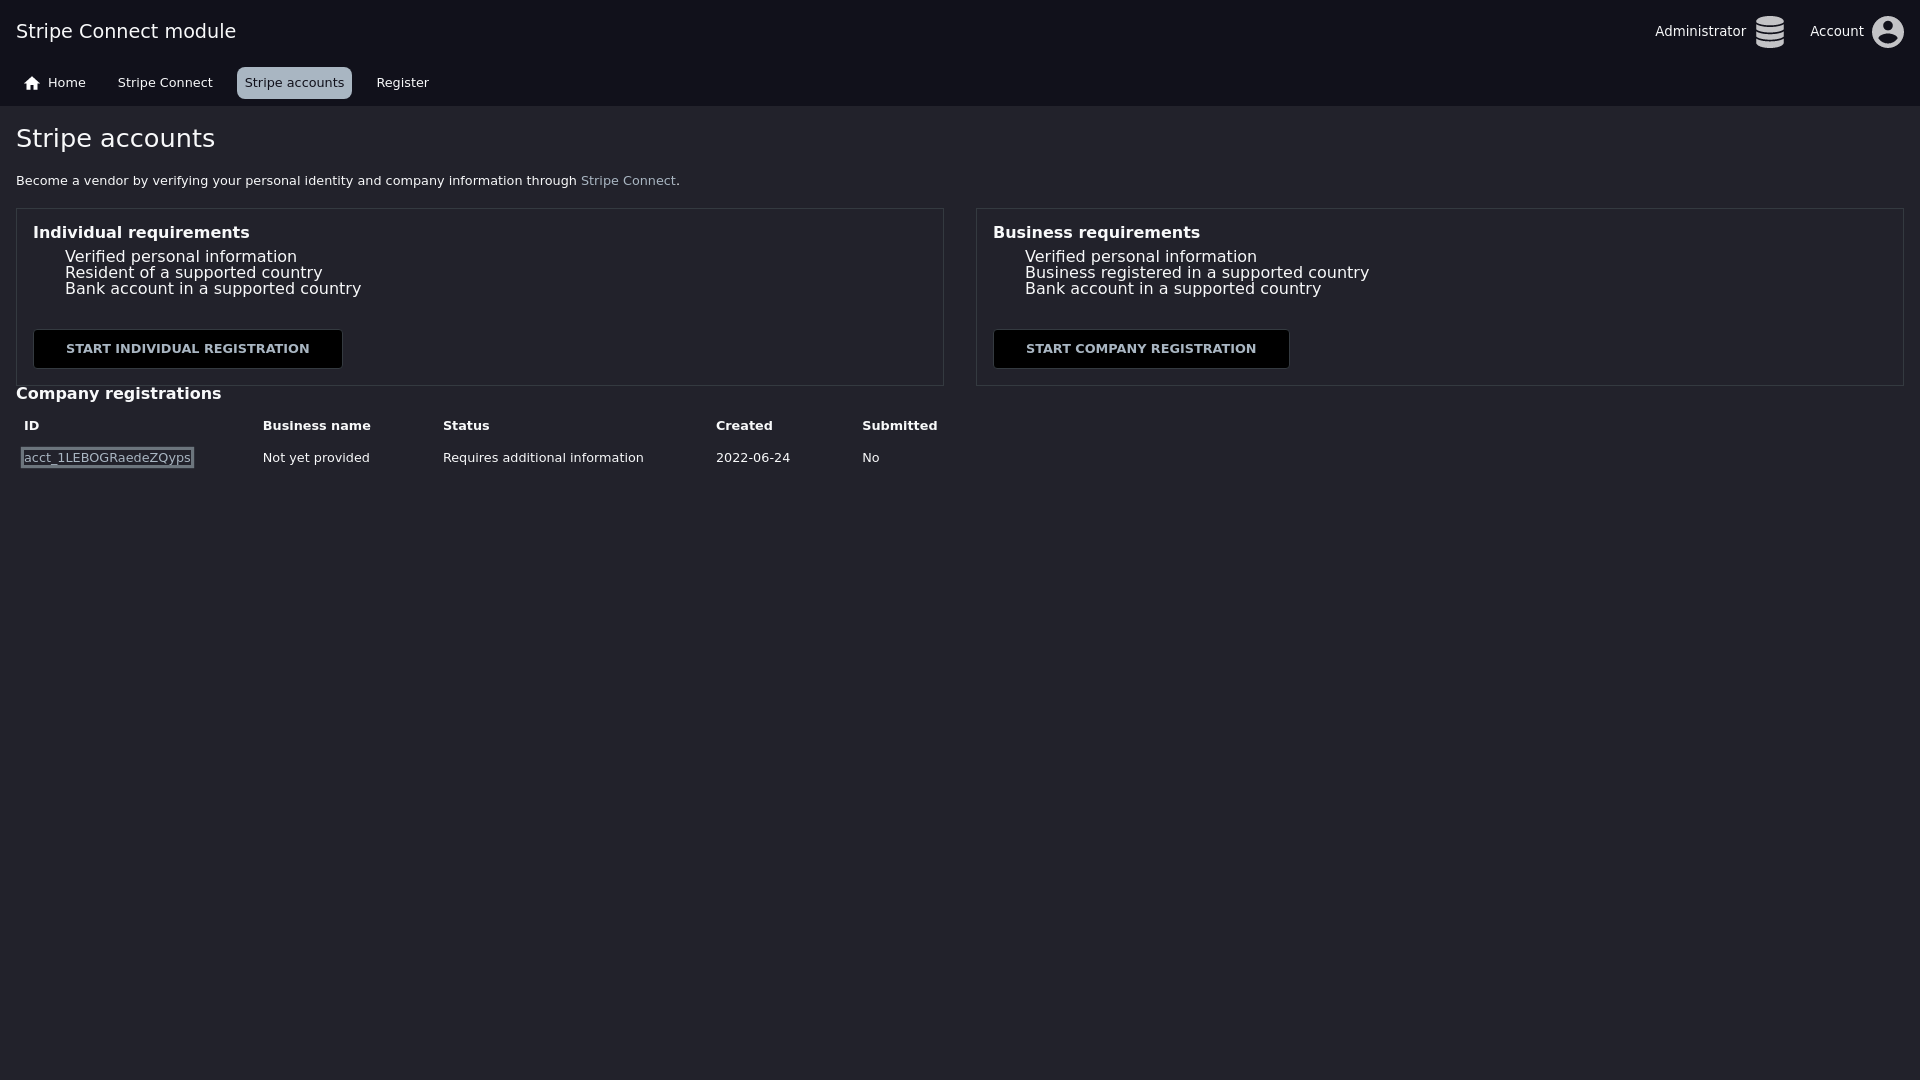 Stripe Connect module
Administrator
Account
Home
Stripe Connect
Stripe accounts
Register
Stripe accounts
Become a vendor by verifying your personal identity and company information through Stripe Connect.
Individual requirements
Verified personal information
Resident of a supported country
Bank account in a supported country
START INDIVIDUAL REGISTRATION
Business requirements
Verified personal information
Business registered in a supported country
Bank account in a supported country
START COMPANY REGISTRATION
Company registrations
ID Business name Status Created Submitted
acct_1LEBOGRaedeZQyps Not yet provided Requires additional information 2022-06-24 No